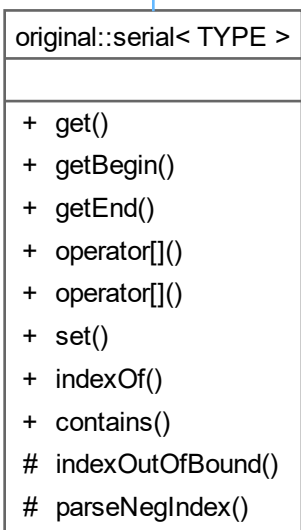 original::serial< TYPE >
+ get()
+ getBegin()
+ getEnd()
+ operator[]()
+ operator[]()
+ set()
+ indexOf()
+ contains()
# indexOutOfBound()
# parseNegIndex()